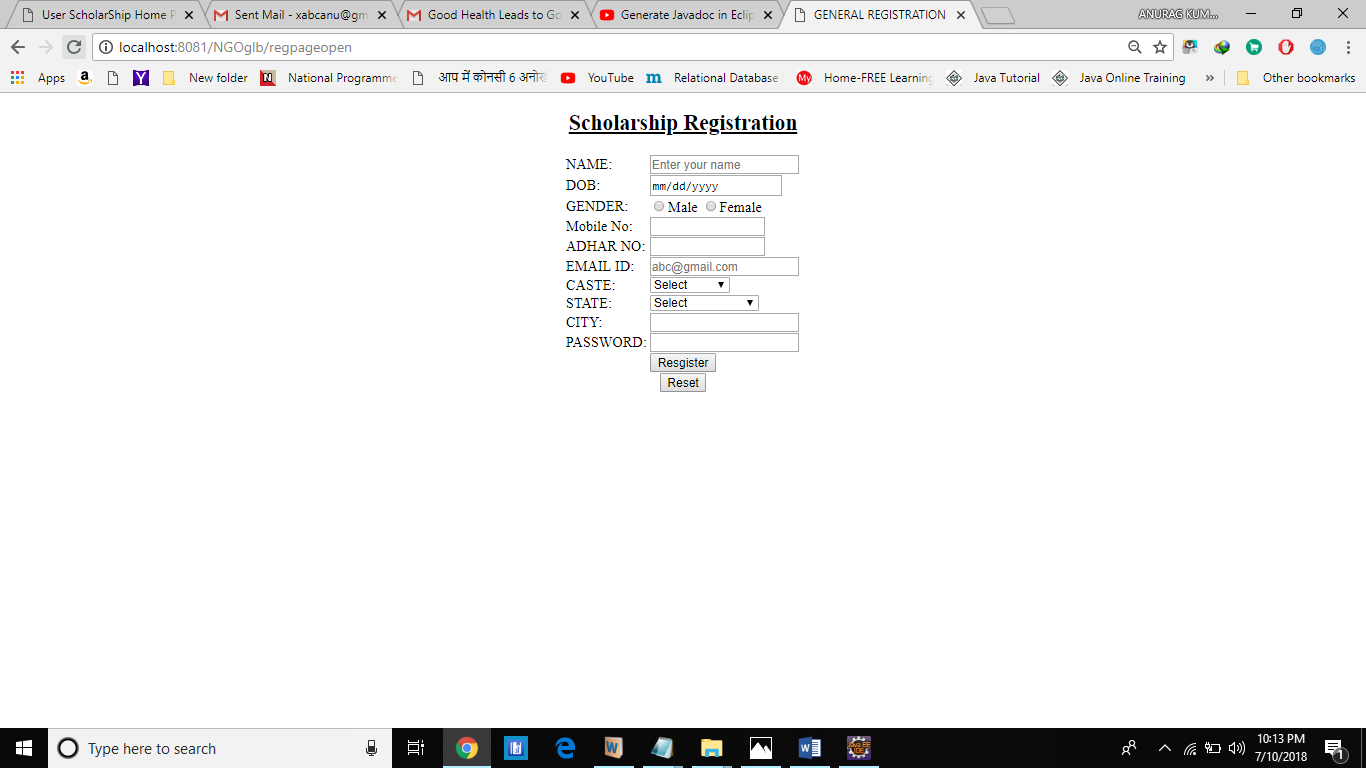 User ScholarShip Home P
Sent Mail - xabcanu@gm
Good Health Leads to Go
Generate Javadoc in Eclip
GENERAL REGISTRATION
ANURAG KUM...
localhost:8081/NGOglb/regpageopen
Apps
New folder
National Programme
आप में कोनसी 6 अनोखी
YouTube
Relational Database
Home-FREE Learning
Java Tutorial
Java Online Training
»
Other bookmarks
Scholarship Registration
NAME: Enter your name
DOB: mm/dd/yyyy
GENDER: Male Female
Mobile No:
ADHAR NO:
EMAIL ID: abc@gmail.com
CASTE: Select
STATE: Select
CITY:
PASSWORD:
Resgister
Reset
Type here to search
10:13 PM
7/10/2018
1